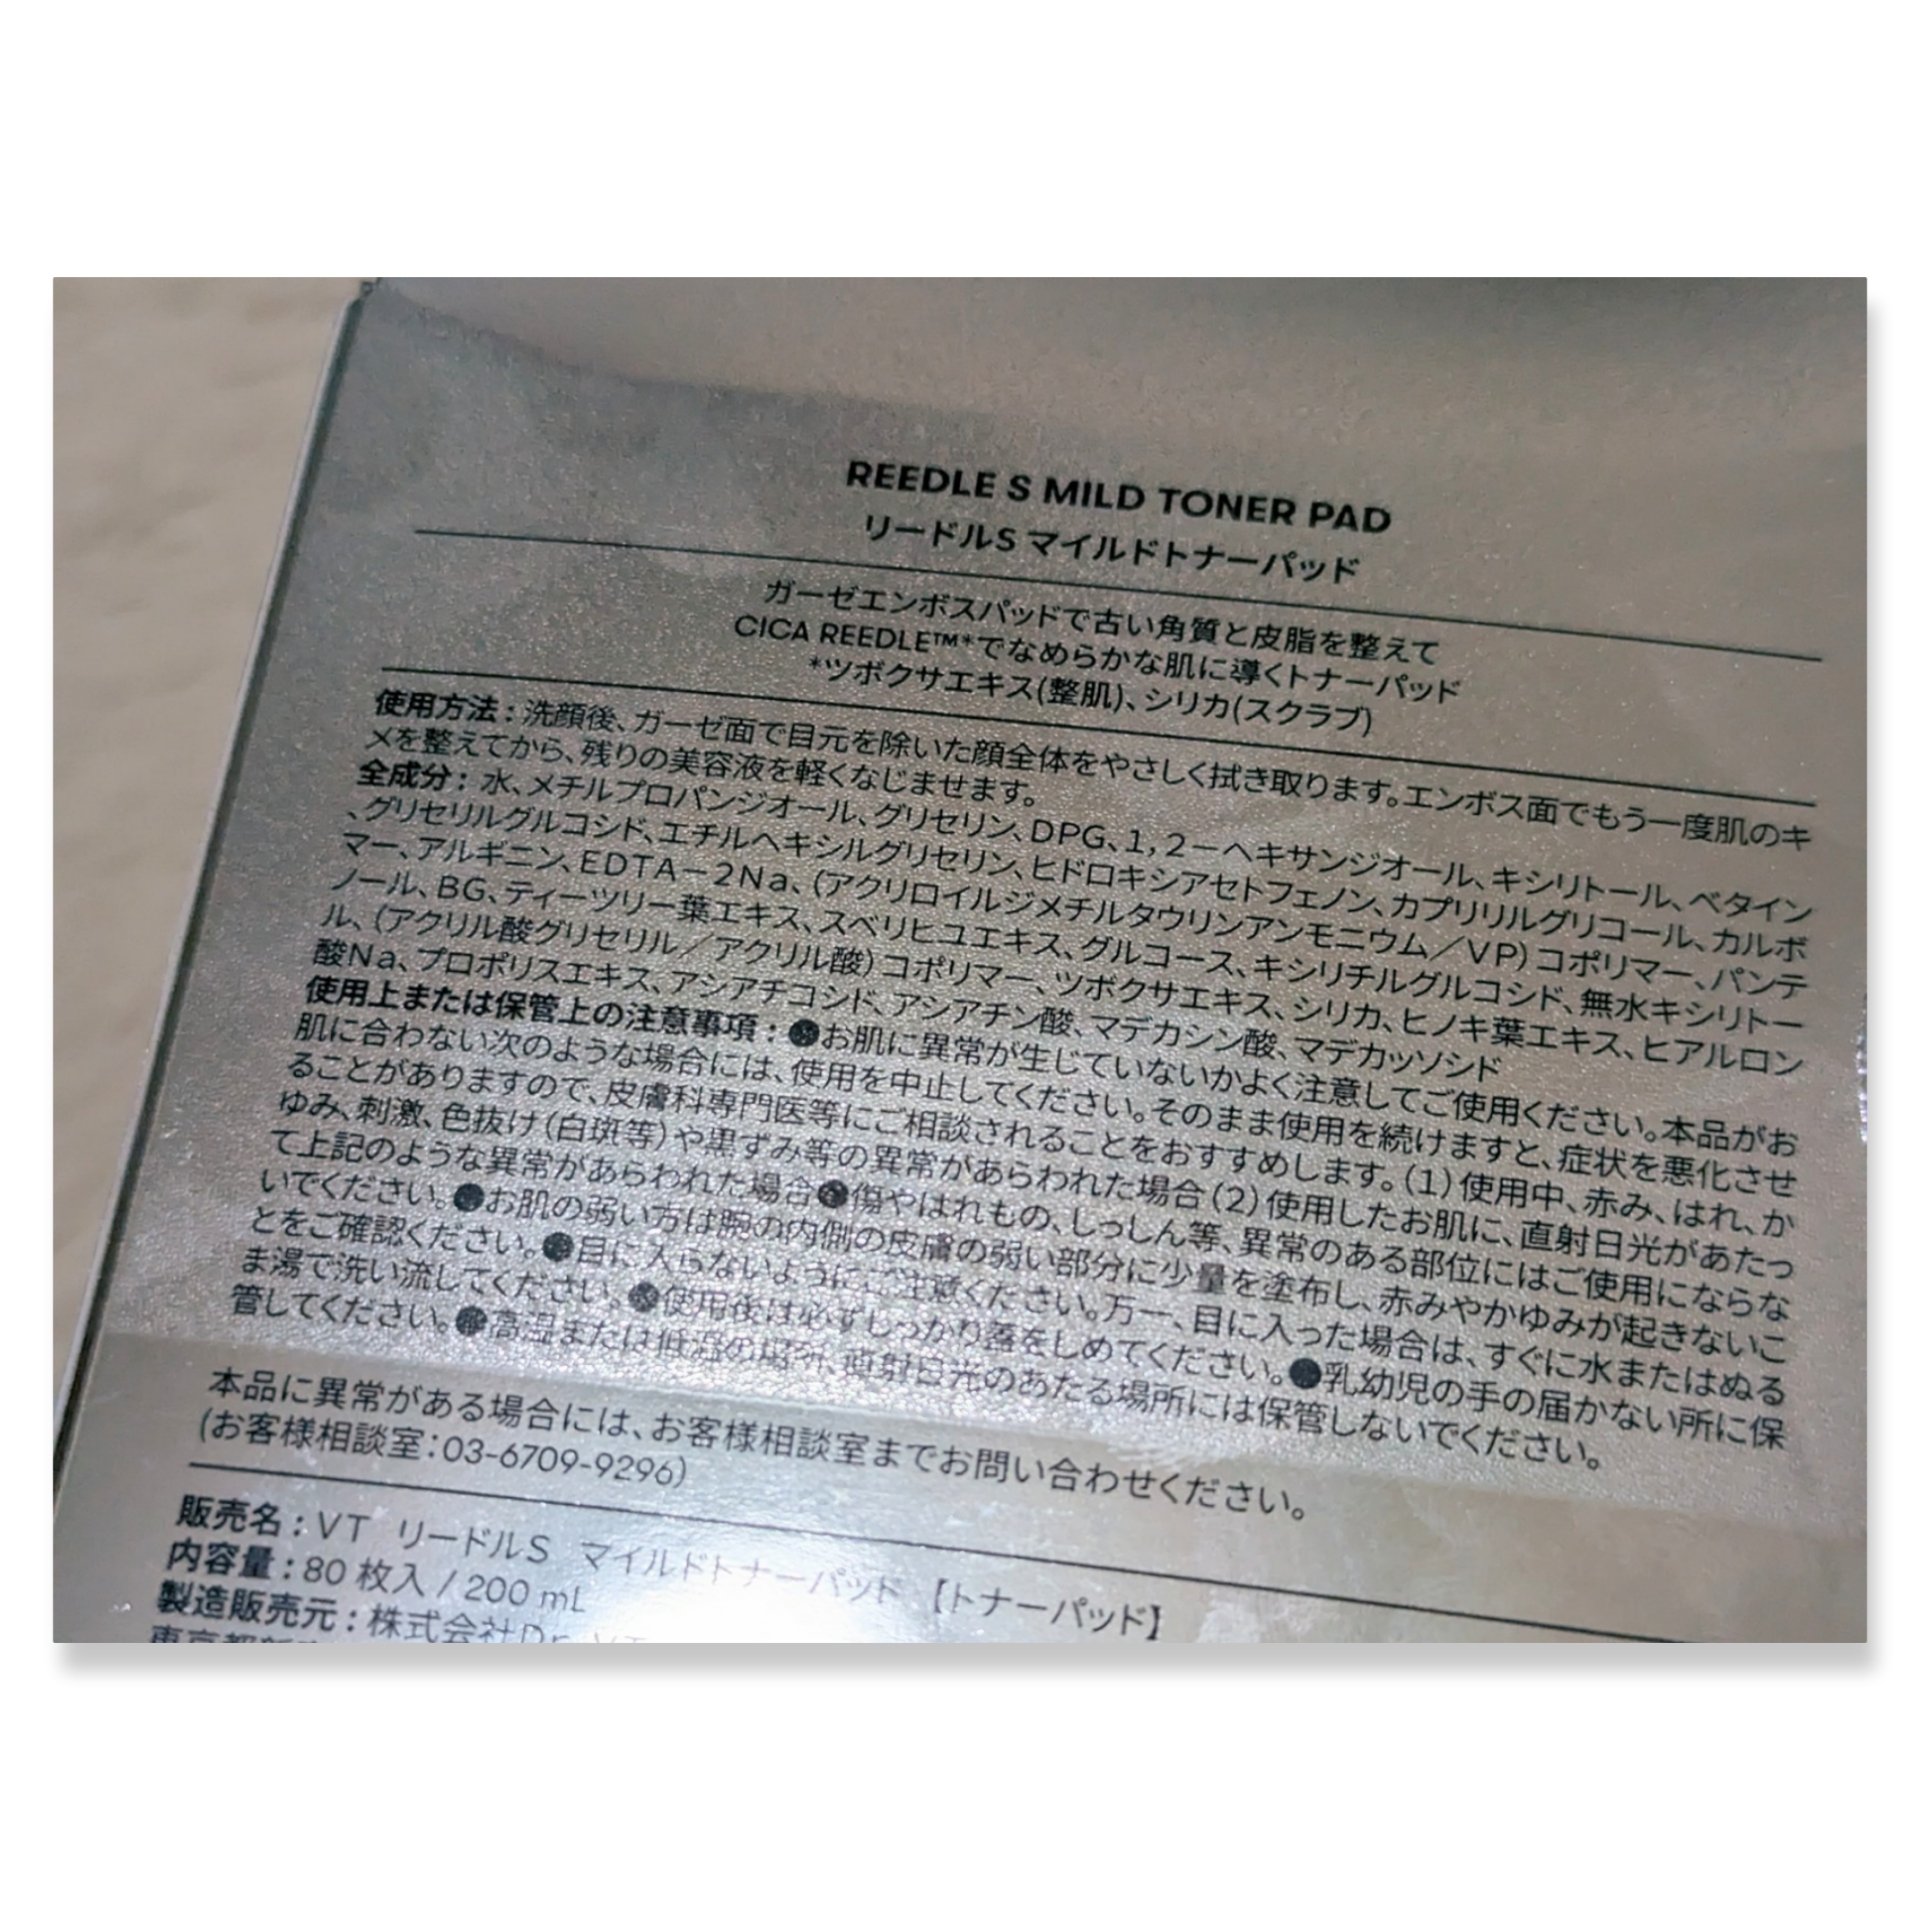 REEDLE S MILD TONER PAD
リードルS マイルドトナーパッド
ガーゼエンボスパッドで古い角質と皮脂を整えて
CICA REEDLE™*でなめらかな肌に導くトナーパッド
*ツボクサエキス(整肌)、シリカ(スクラブ)
使用方法 : 洗顔後、ガーゼ面で目元を除いた顔全体をやさしく拭き取ります。エンボス面でもう一度肌のキ
メを整えてから、残りの美容液を軽くなじませます。
全成分 : 水、メチルプロパンジオール、グリセリン、DPG、1,2－ヘキサンジオール、キシリトール、ベタイン
、グリセリルグルコシド、エチルヘキシルグリセリン、ヒドロキシアセトフェノン、カプリリルグリコール、カルボ
マー、アルギニン、EDTA－2Na、(アクリロイルジメチルタウリンアンモニウム／VP)コポリマー、パンテ
ノール、BG、ティーツリー葉エキス、スベリヒユエキス、グルコース、キシリチルグルコシド、無水キシリトー
ル、(アクリル酸グリセリル／アクリル酸)コポリマー、ツボクサエキス、シリカ、ヒノキ葉エキス、ヒアルロン
酸Na、プロポリスエキス、アシアチコシド、アシアチン酸、マデカシン酸、マデカッソシド
使用上または保管上の注意事項 : ●お肌に異常が生じていないかよく注意してご使用ください。本品がお
肌に合わない次のような場合には、使用を中止してください。そのまま使用を続けますと、症状を悪化させ
ることがありますので、皮膚科専門医等にご相談されることをおすすめします。(1)使用中、赤み、はれ、か
ゆみ、刺激、色抜け(白斑等)や黒ずみ等の異常があらわれた場合(2)使用したお肌に、直射日光があたっ
て上記のような異常があらわれた場合●傷やはれもの、しっしん等、異常のある部位にはご使用にならな
いでください。●お肌の弱い方は腕の内側の皮膚の弱い部分に少量を塗布し、赤みやかゆみが起きないこ
とをご確認ください。●目に入らないようにご注意ください。万一、目に入った場合は、すぐに水またはぬる
ま湯で洗い流してください。●使用後は必ずしっかり蓋をしめてください。●乳幼児の手の届かない所に保
管してください。●高温または低温の場所、直射日光のあたる場所には保管しないでください。
本品に異常がある場合には、お客様相談室までお問い合わせください。
(お客様相談室：03-6709-9296)
販売名 : VT リードルS マイルドトナーパッド 【トナーパッド】
内容量 : 80 枚入 / 200 mL
製造販売元 : 株式会社Dr. VT